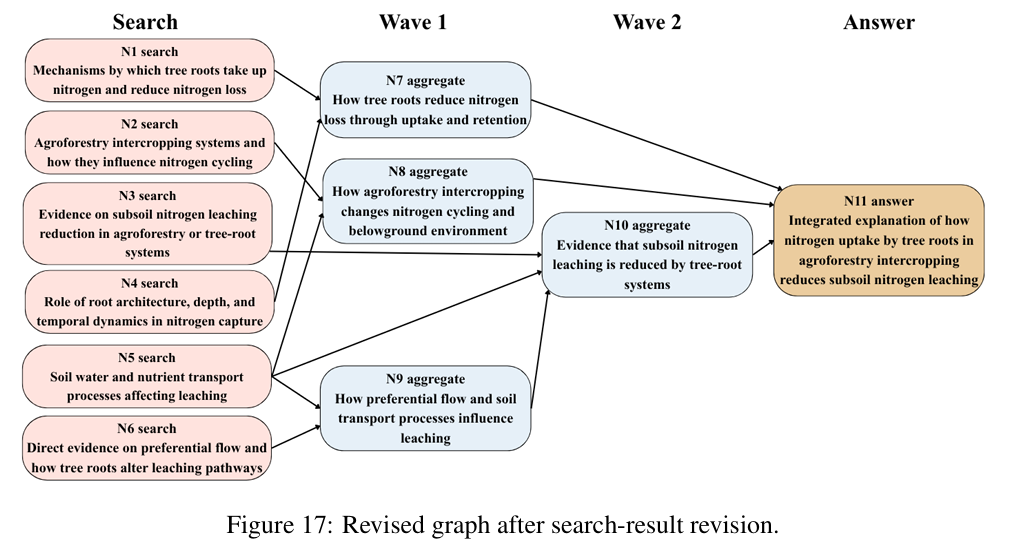 Search
Wave 1
Wave 2
Answer
N1 search
Mechanisms by which tree roots take up
nitrogen and reduce nitrogen loss
N2 search
Agroforestry intercropping systems and
how they influence nitrogen cycling
N3 search
Evidence on subsoil nitrogen leaching
reduction in agroforestry or tree-root
systems
N4 search
Role of root architecture, depth, and
temporal dynamics in nitrogen capture
N5 search
Soil water and nutrient transport
processes affecting leaching
N6 search
Direct evidence on preferential flow and
how tree roots alter leaching pathways
N7 aggregate
How tree roots reduce nitrogen
loss through uptake and retention
N8 aggregate
How agroforestry intercropping
changes nitrogen cycling and
belowground environment
N9 aggregate
How preferential flow and soil
transport processes influence
leaching
N10 aggregate
Evidence that subsoil nitrogen
leaching is reduced by tree-root
systems
N11 answer
Integrated explanation of how
nitrogen uptake by tree roots in
agroforestry intercropping
reduces subsoil nitrogen leaching
Figure 17: Revised graph after search-result revision.